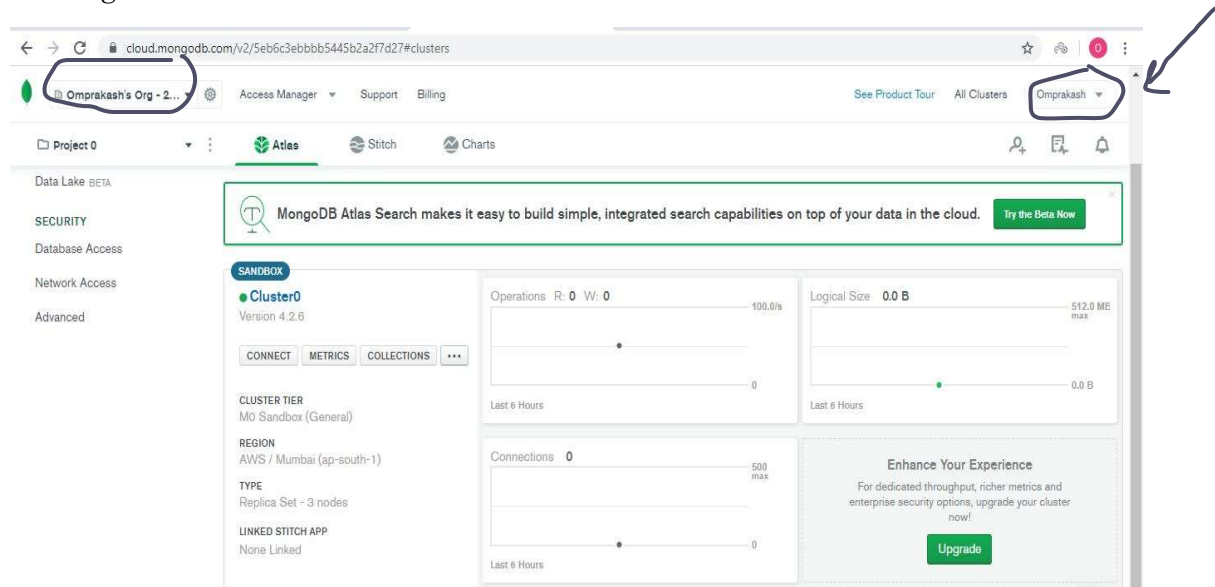 cloud.mongodb.com/v2/5eb6c3ebbbb5445b2a2f7d27#clusters
Omprakash's Org - 2... Access Manager Support Billing See Product Tour All Clusters Omprakash
Project 0 Atlas Stitch Charts
Data Lake BETA
SECURITY
Database Access
Network Access
Advanced
MongoDB Atlas Search makes it easy to build simple, integrated search capabilities on top of your data in the cloud. Try the Beta Now
SANDBOX
Cluster0
Version 4.2.6
CONNECT METRICS COLLECTIONS ...
CLUSTER TIER
M0 Sandbox (General)
REGION
AWS / Mumbai (ap-south-1)
TYPE
Replica Set - 3 nodes
LINKED STITCH APP
None Linked
Operations R: 0 W: 0
100.0/s
0
Last 6 Hours
Logical Size 0.0 B
512.0 MB
max
0.0 B
Last 6 Hours
Connections 0
500
max
0
Last 6 Hours
Enhance Your Experience
For dedicated throughput, richer metrics and
enterprise security options, upgrade your cluster
now!
Upgrade